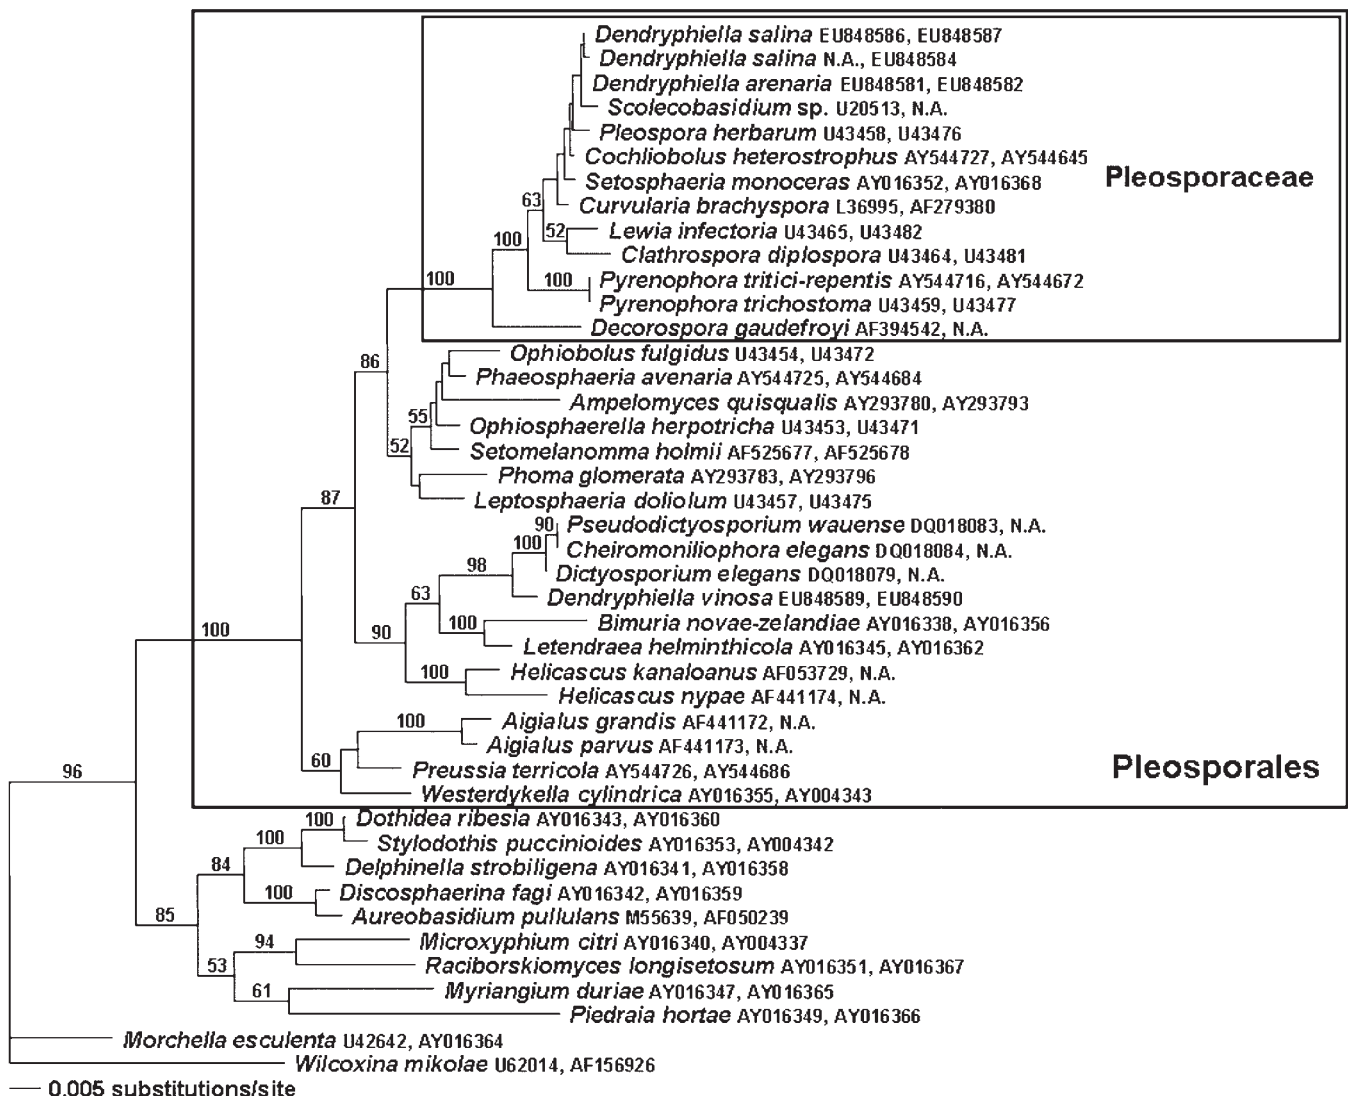 Dendryphiella salina EU848586, EU848587
Dendryphiella salina N.A., EU848584
Dendryphiella arenaria EU848581, EU848582
Scolecobasidium sp. U20513, N.A.
Pleospora herbarum U43458, U43476
Cochliobolus heterostrophus AY544727, AY544645
Setosphaeria monoceras AY016352, AY016368
Pleosporaceae
63
Curvularia brachyspora L36995, AF279380
52
Lewia infectoria U43465, U43482
100
Clathrospora diplospora U43464, U43481
100
100
Pyrenophora tritici-repentis AY544716, AY544672
Pyrenophora trichostoma U43459, U43477
Decorospora gaudefroyi AF394542, N.A.
86
Ophiobolus fulgidus U43454, U43472
Phaeosphaeria avenaria AY544725, AY544684
Ampelomyces quisqualis AY293780, AY293793
55
Ophiosphaerella herpotricha U43453, U43471
52
Setomelanomma holmii AF525677, AF525678
Phoma glomerata AY293783, AY293796
87
Leptosphaeria doliolum U43457, U43475
90
Pseudodictyosporium wauense DQ018083, N.A.
100
Cheiromoniliophora elegans DQ018084, N.A.
98
Dictyosporium elegans DQ018079, N.A.
63
Dendryphiella vinosa EU848589, EU848590
100
Bimuria novae-zelandiae AY016338, AY016356
100
90
Letendraea helminthicola AY016345, AY016362
100
Helicascus kanaloanus AF053729, N.A.
Helicascus nypae AF441174, N.A.
100
Aigialus grandis AF441172, N.A.
Aigialus parvus AF441173, N.A.
60
Preussia terricola AY544726, AY544686
Pleosporales
96
Westerdykella cylindrica AY016355, AY004343
100
Dothidea ribesia AY016343, AY016360
100
Stylodothis puccinioides AY016353, AY004342
84
Delphinella strobiligena AY016341, AY016358
100
Discosphaerina fagi AY016342, AY016359
85
Aureobasidium pullulans M55639, AF050239
94
Microxyphium citri AY016340, AY004337
53
Raciborskiomyces longisetosum AY016351, AY016367
61
Myriangium duriae AY016347, AY016365
Piedraia hortae AY016349, AY016366
Morchella esculenta U42642, AY016364
Wilcoxina mikolae U62014, AF156926
0.005 substitutions/site